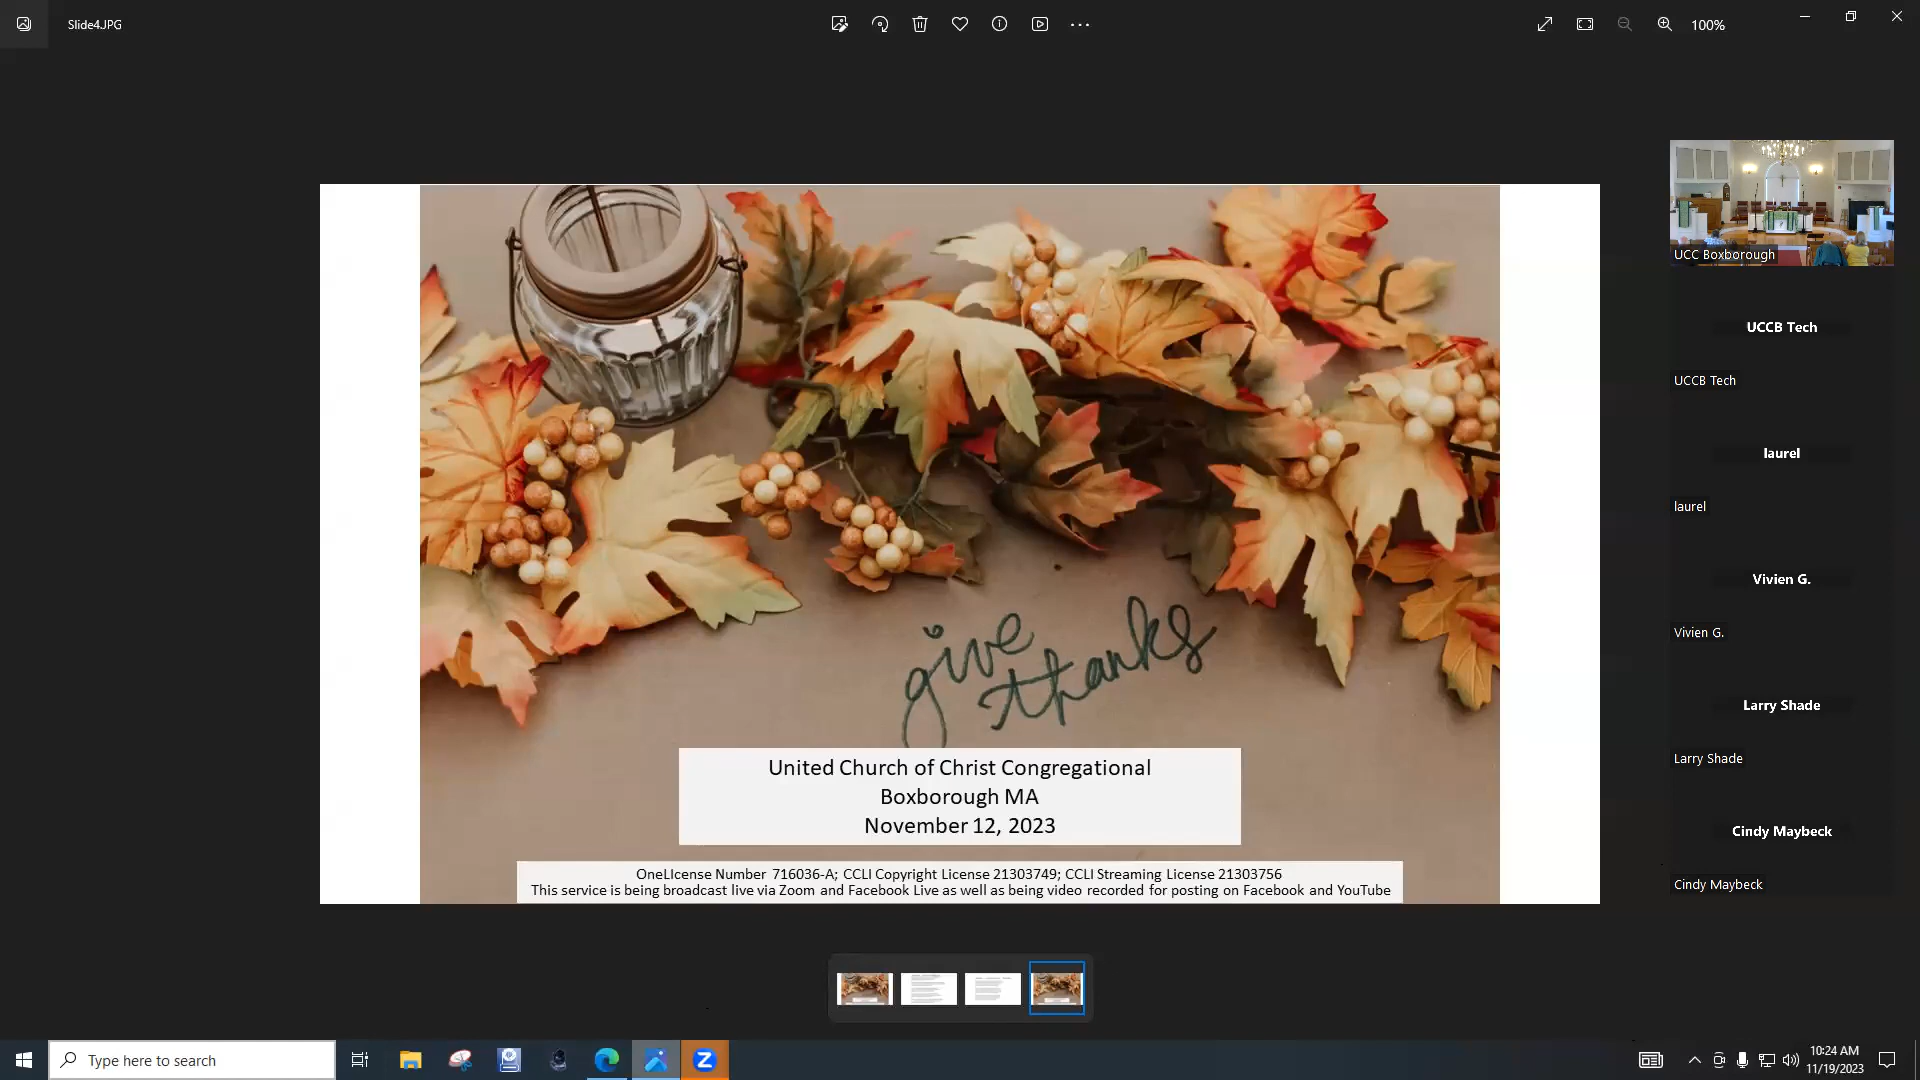 Slide4.JPG
100%
give
thanks
United Church of Christ Congregational
Boxborough MA
November 12, 2023
OneLIcense Number 716036-A; CCLI Copyright License 21303749; CCLI Streaming License 21303756
This service is being broadcast live via Zoom and Facebook Live as well as being video recorded for posting on Facebook and YouTube
UCC Boxborough
UCCB Tech
UCCB Tech
laurel
laurel
Vivien G.
Vivien G.
Larry Shade
Larry Shade
Cindy Maybeck
Cindy Maybeck
Type here to search
10:24 AM
11/19/2023